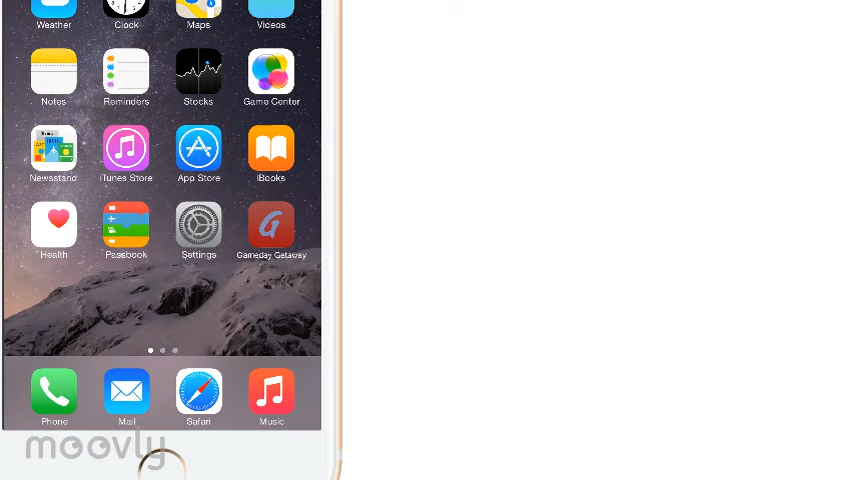 Weather Clock Maps Videos
Notes Reminders Stocks Game Center
Newsstand iTunes Store App Store iBooks
G
Health Passbook Settings Gameday Getaway
Phone Mail Safari Music
moovly